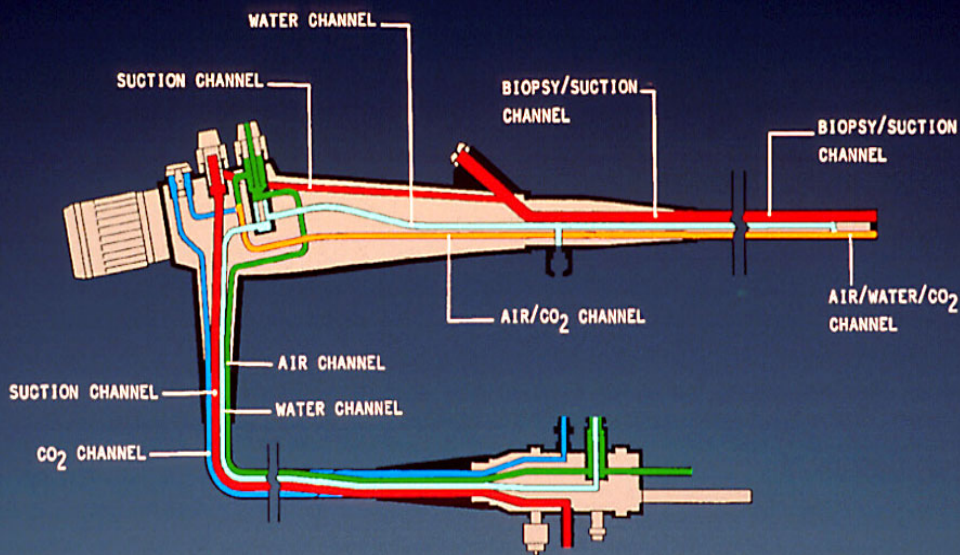 WATER CHANNEL
SUCTION CHANNEL
BIOPSY/SUCTION
CHANNEL
BIOPSY/SUCTION
CHANNEL
AIR/WATER/CO₂
CHANNEL
AIR/CO₂ CHANNEL
AIR CHANNEL
SUCTION CHANNEL
WATER CHANNEL
CO₂ CHANNEL